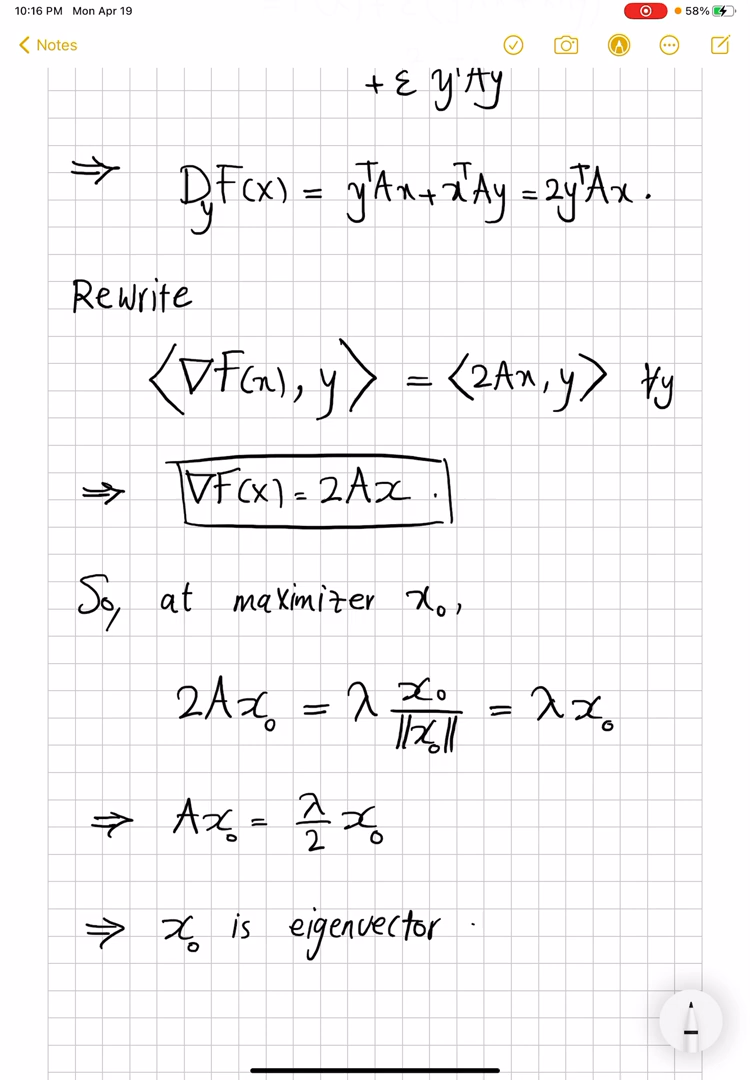 10:16 PM Mon Apr 19
58%
Notes
+ ε yᵀAy
⇒ D_y F(x) = yᵀAx + xᵀAy = 2yᵀAx.
Rewrite
⟨∇F(x), y⟩ = ⟨2Ax, y⟩ ∀y
⇒ ∇F(x) = 2Ax.
So, at maximizer x₀,
2Ax₀ = λ x₀/||x₀|| = λx₀
⇒ Ax₀ = λ/2 x₀
⇒ x₀ is eigenvector.